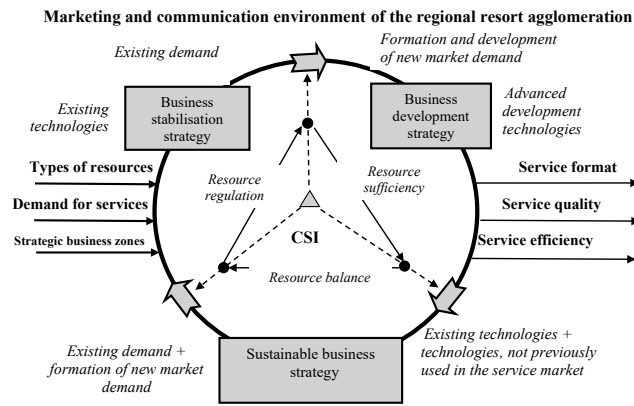 Marketing and communication environment of the regional resort agglomeration
Existing demand
Formation and development
of new market demand
Existing
technologies
Business
stabilisation
strategy
Business
development
strategy
Advanced
development
technologies
Types of resources
Demand for services
Strategic business zones
Resource
regulation
Resource
sufficiency
Service format
Service quality
Service efficiency
CSI
Resource balance
Existing demand +
formation of new market
demand
Sustainable business
strategy
Existing technologies +
technologies, not previously
used in the service market